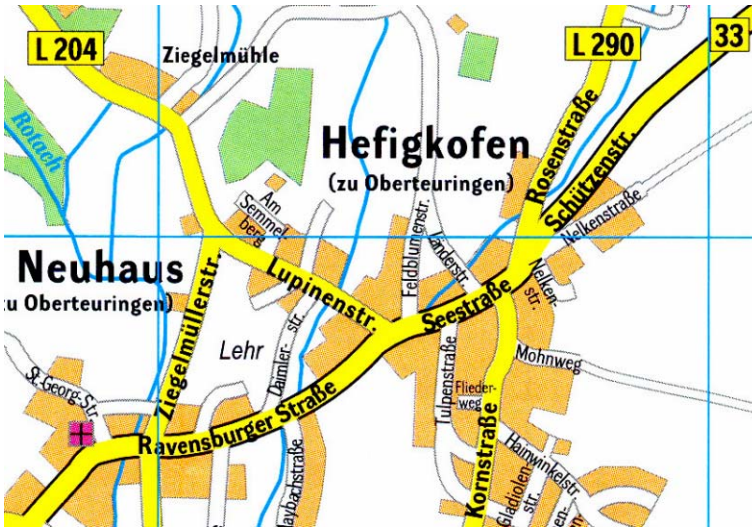 L 204
Ziegelmühle
L 290
33
Rotach
Hefigkofen
(zu Oberteuringen)
Rosenstraße
Schützenstr.
Nelkenstraße
Am
Semmel-
berg
Feldblumenstr.
Länderstr.
Neuhaus
zu Oberteuringen)
Ziegelmüllerstr.
Lupinenstr.
Seestraße
Nelken-
str.
Lehr
Daimler-
str.
St.-Georg-Str.
Ravensburger Straße
Tulpenstraße
Flieder-
weg
Mohnweg
Kornstraße
Hainwinkelstr.
Gladiolen-
str.
Maybachstraße